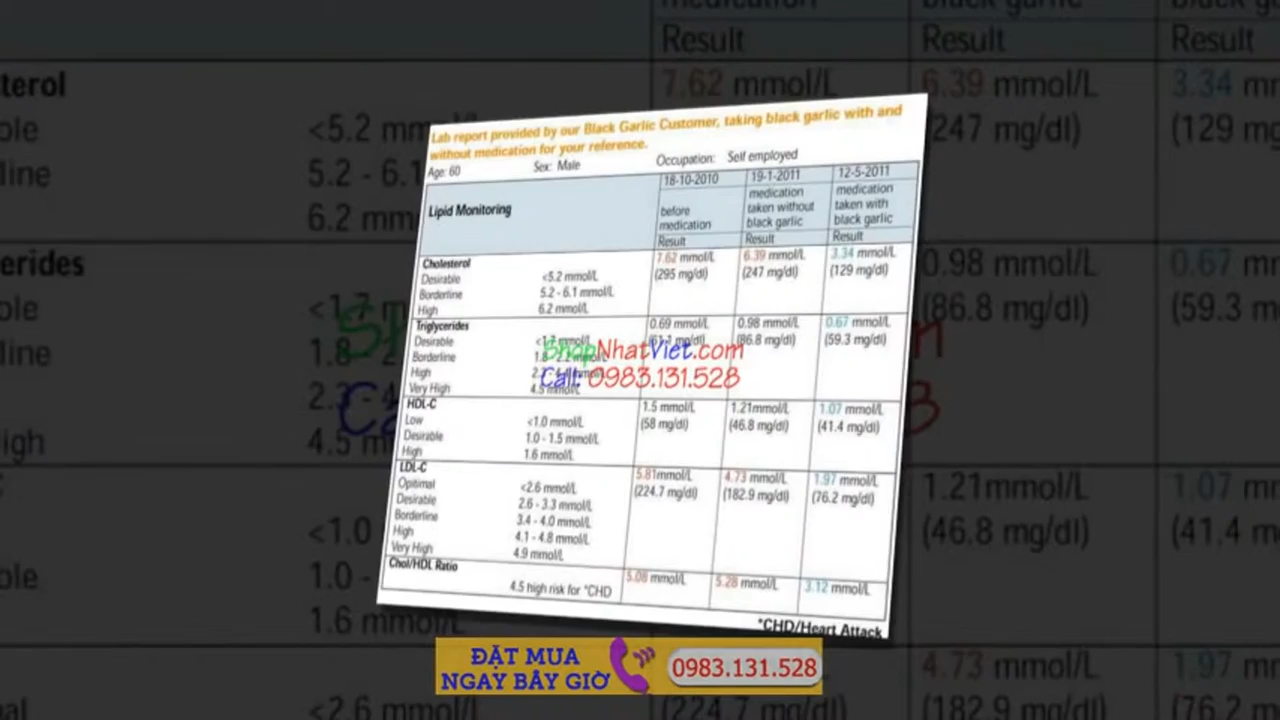 Lab report provided by our Black Garlic Customer, taking black garlic with and
without medication for your reference.
Age: 60 Sex: Male Occupation: Self employed
Lipid Monitoring
18-10-2010 19-1-2011 12-5-2011
before
medication
medication
taken without
black garlic
medication
taken with
black garlic
Result Result Result
Cholesterol 7.62 mmol/L 6.39 mmol/L 3.34 mmol/L
Desirable <5.2 mmol/L (295 mg/dl) (247 mg/dl) (129 mg/dl)
Borderline 5.2 - 6.1 mmol/L
High 6.2 mmol/L
Triglycerides 0.69 mmol/L 0.98 mmol/L 0.67 mmol/L
Desirable (86.8 mg/dl) (59.3 mg/dl)
Borderline
High
Very High 4.5 mmol/L
ShopNhatViet.com
Call: 0983.131.528
HDL-C 1.5 mmol/L 1.21mmol/L 1.07 mmol/L
Low <1.0 mmol/L (58 mg/dl) (46.8 mg/dl) (41.4 mg/dl)
Desirable 1.0 - 1.5 mmol/L
High 1.6 mmol/L
LDL-C 5.81mmol/L 4.73 mmol/L 1.97 mmol/L
Opitimal <2.6 mmol/L (224.7 mg/dl) (182.9 mg/dl) (76.2 mg/dl)
Desirable 2.6 - 3.3 mmol/L
Borderline 3.4 - 4.0 mmol/L
High 4.1 - 4.8 mmol/L
Very High 4.9 mmol/L
Chol/HDL Ratio 5.08 mmol/L 5.28 mmol/L 3.12 mmol/L
4.5 high risk for *CHD
*CHD/Heart Attack
ĐẶT MUA
NGAY BÂY GIỜ
0983.131.528